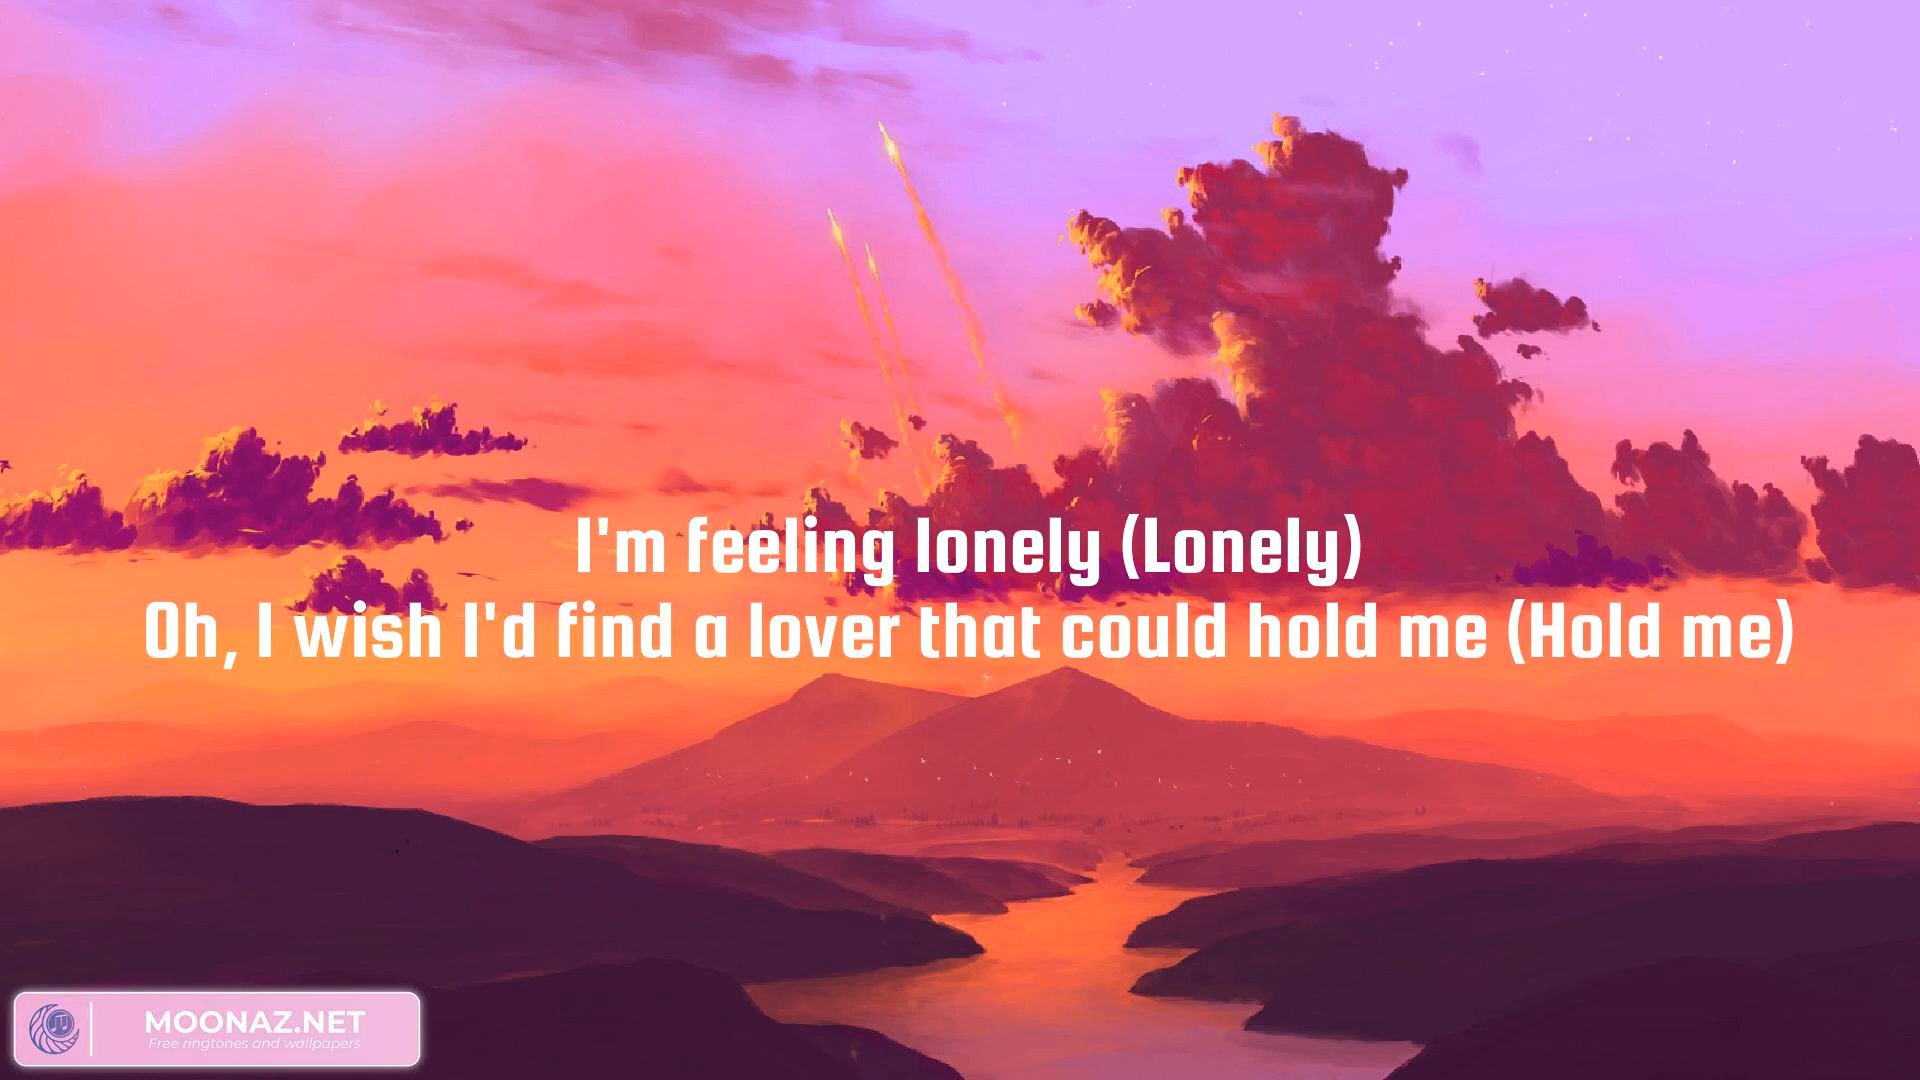 I'm feeling lonely (Lonely)
Oh, I wish I'd find a lover that could hold me (Hold me)
MOONAZ.NET
Free ringtones and wallpapers